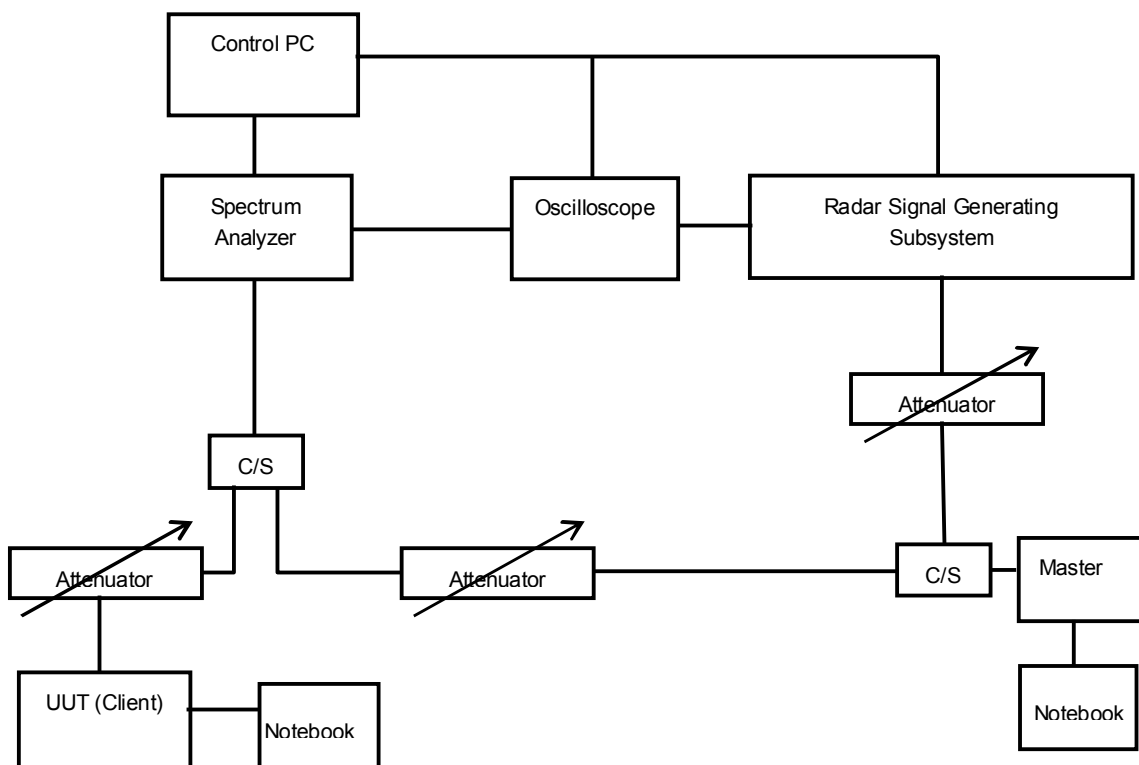 Control PC
Spectrum
Analyzer
Oscilloscope
Radar Signal Generating
Subsystem
Attenuator
C/S
Attenuator
Attenuator
C/S
Master
UUT (Client)
Notebook
Notebook